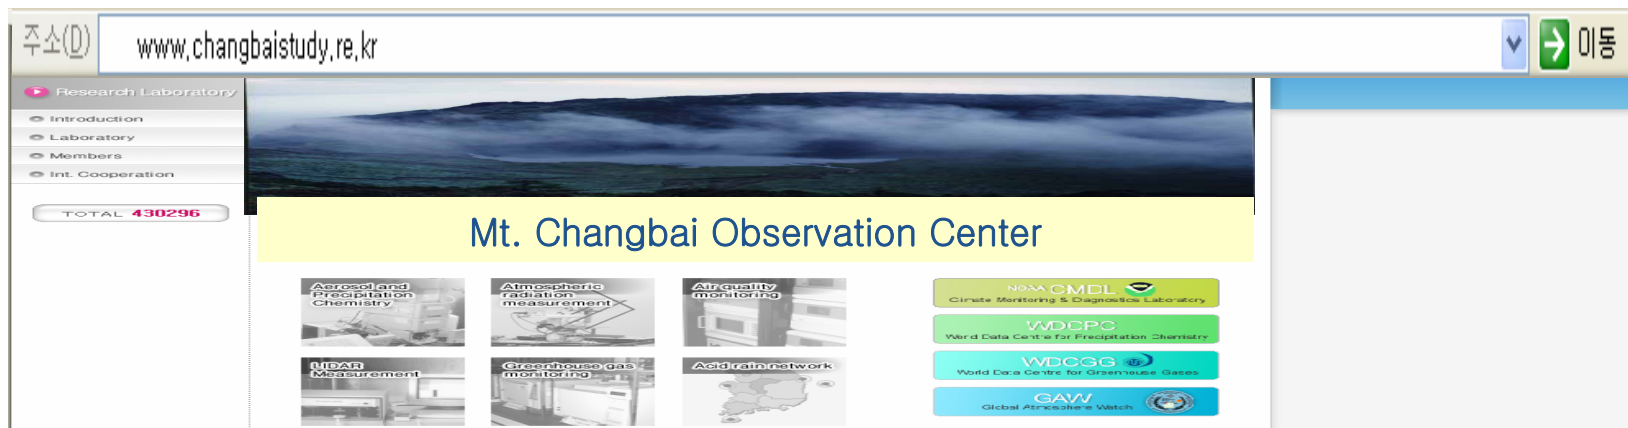 주소(D) www.changbaistudy.re.kr 이동
Research Laboratory
Introduction
Laboratory
Members
Int. Cooperation
TOTAL 430296
Mt. Changbai Observation Center
Aerosol and
Precipitation
Chemistry
Atmospheric
radiation
measurement
Air quality
monitoring
LIDAR
Measurement
Greenhouse gas
monitoring
Acid rain network
NOAA CMDL
Climate Monitoring & Diagnostics Laboratory
WDCPC
World Data Centre for Precipitation Chemistry
WDCGG
World Data Centre for Greenhouse Gases
GAW
Global Atmosphere Watch